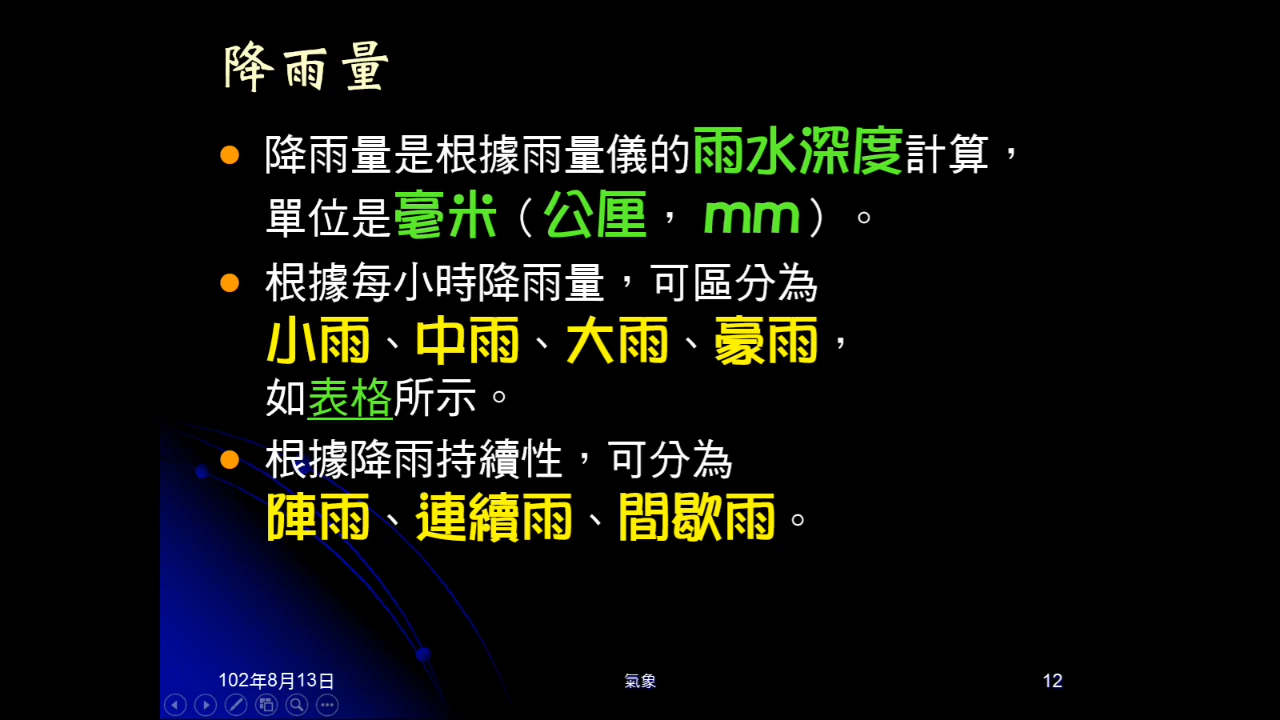 降雨量
降雨量是根據雨量儀的雨水深度計算，
單位是毫米（公厘， mm）。
根據每小時降雨量，可區分為
小雨、中雨、大雨、豪雨，
如表格所示。
根據降雨持續性，可分為
陣雨、連續雨、間歇雨。
102年8月13日
氣象
12